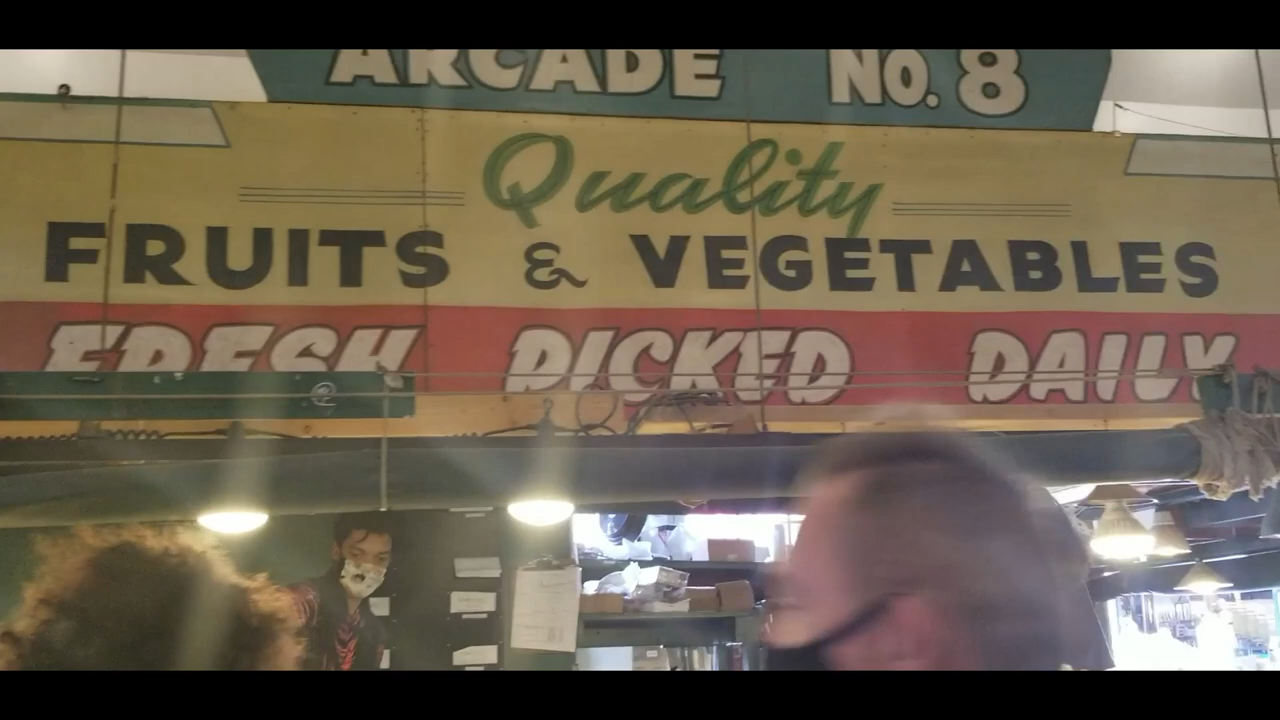 ARCADE No. 8
Quality
FRUITS & VEGETABLES
FRESH PICKED DAILY